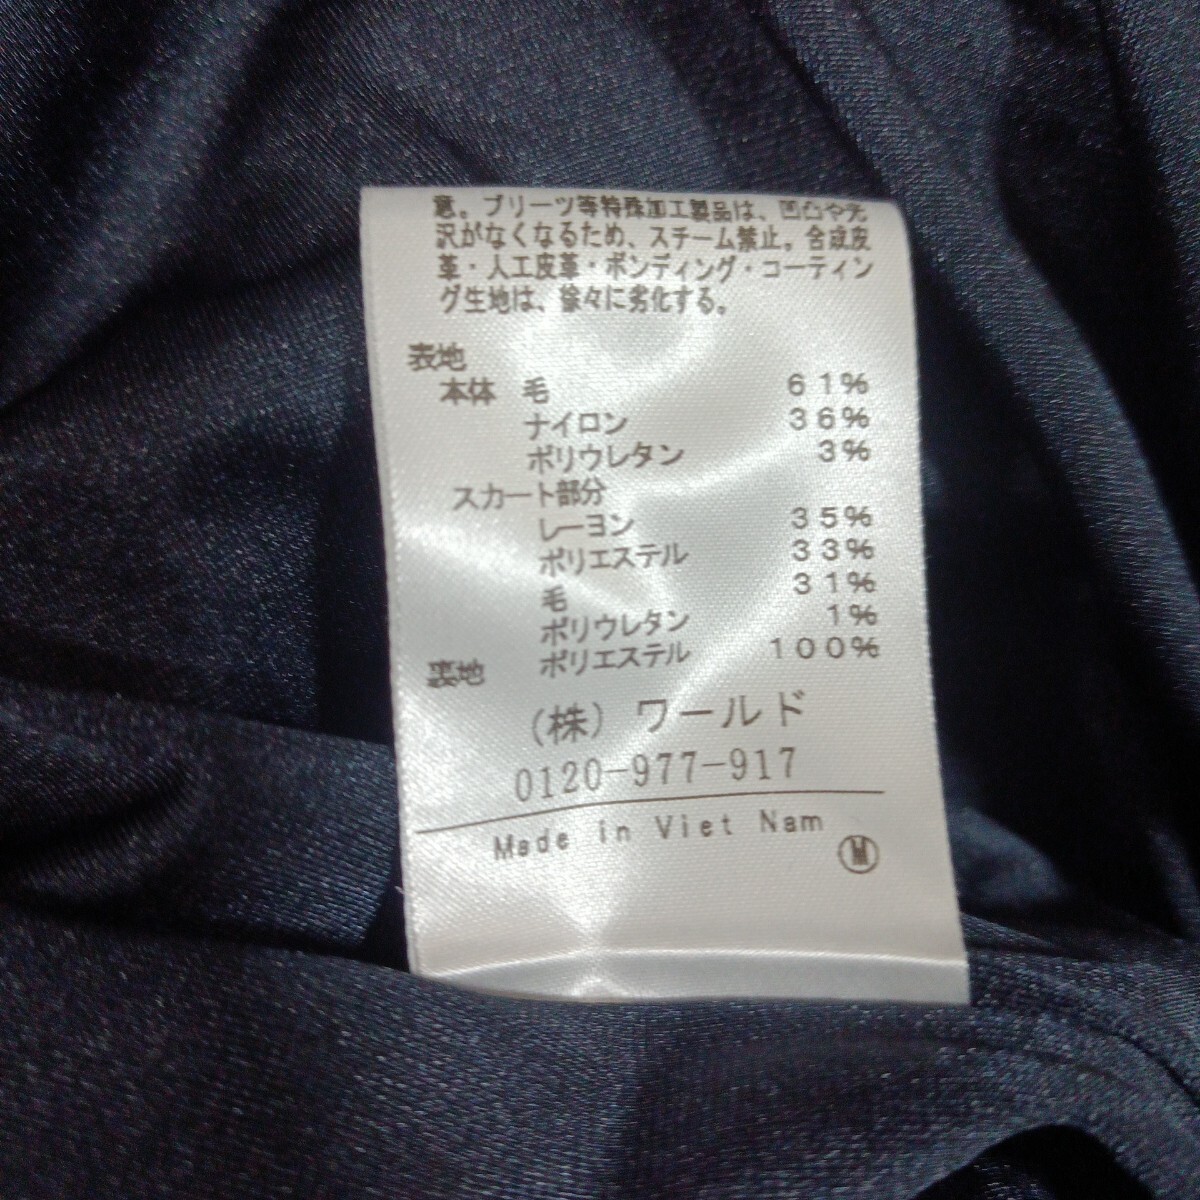 意。プリーツ等特殊加工製品は、凹凸や光
沢がなくなるため、スチーム禁止。合成皮
革・人工皮革・ボンディング・コーティン
グ生地は、徐々に劣化する。
表地
本体 毛 61%
ナイロン 36%
ポリウレタン 3%
スカート部分
レーヨン 35%
ポリエステル 33%
毛 31%
ポリウレタン 1%
裏地 ポリエステル 100%
(株)ワールド
0120-977-917
Made in Viet Nam
Ⓜ